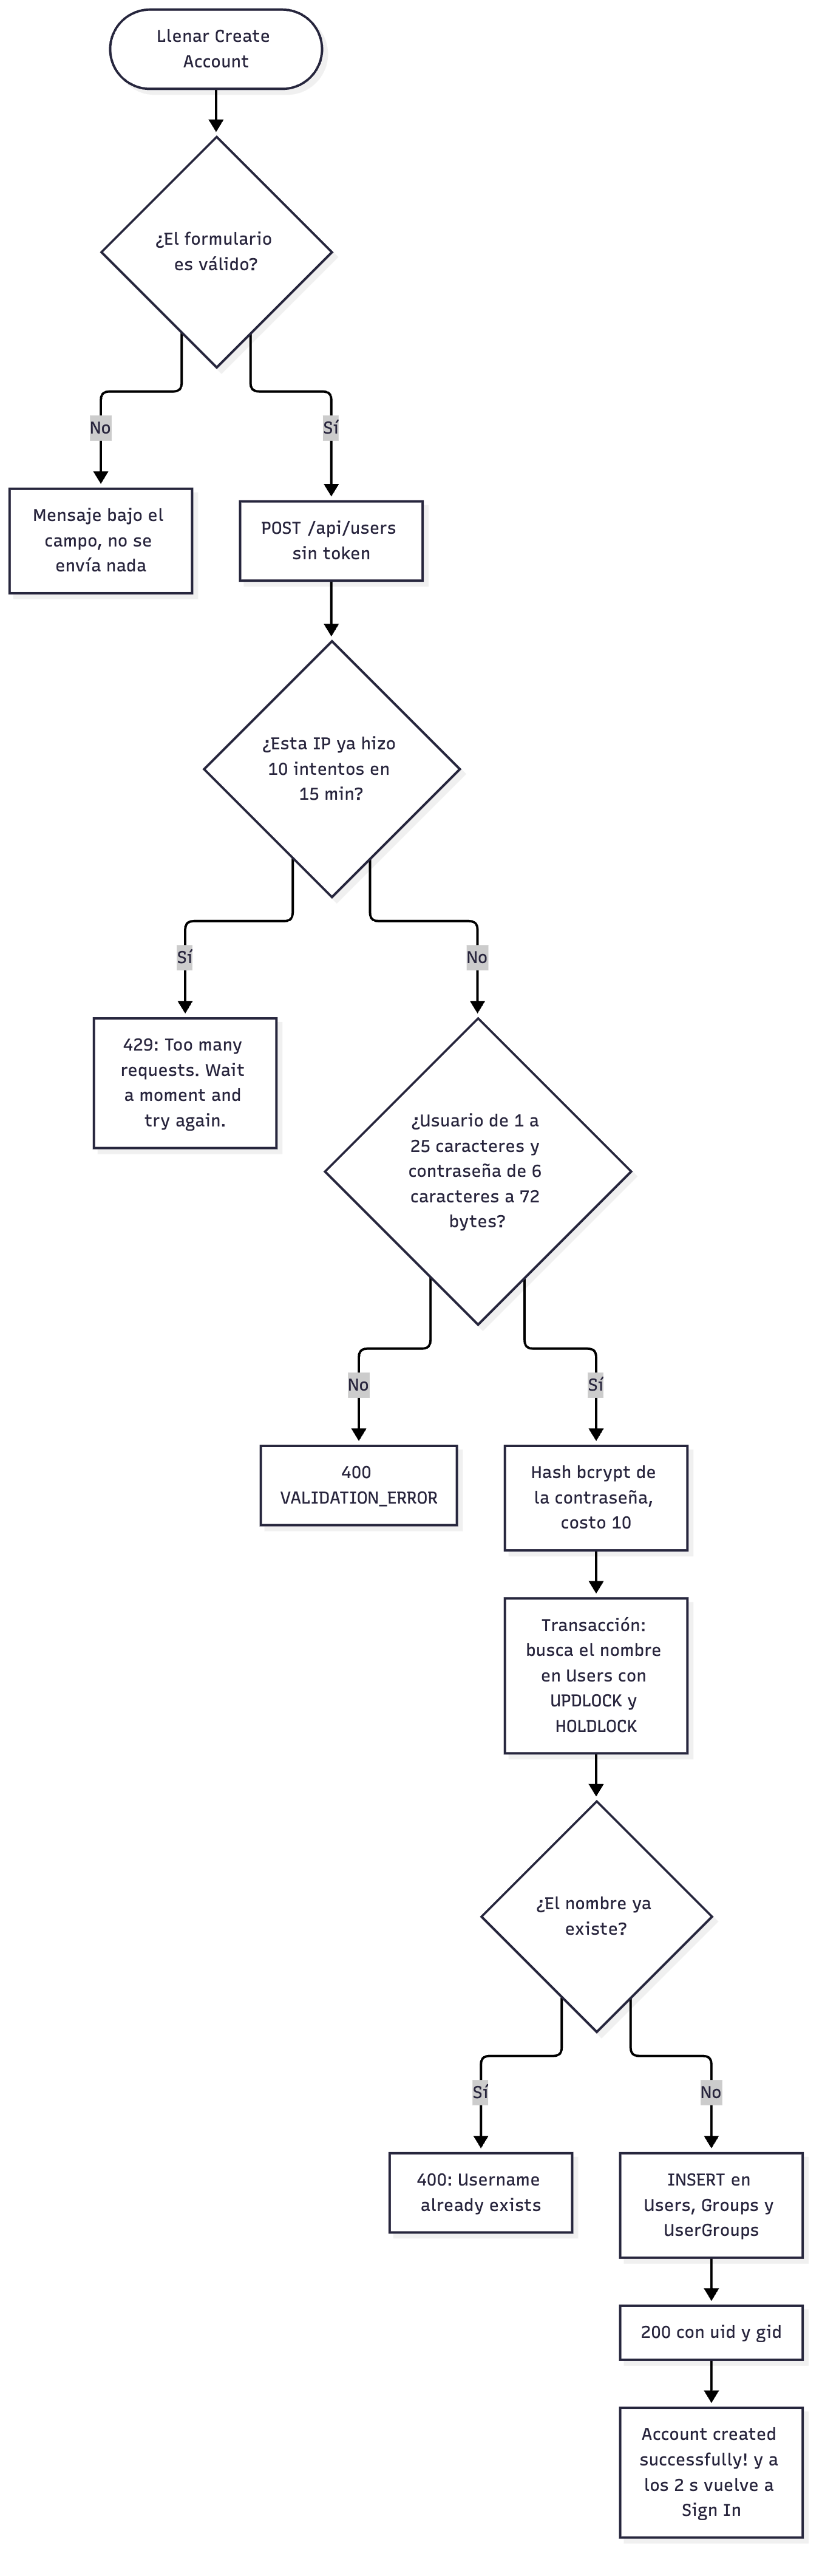 Llenar Create
Account
¿El formulario
es válido?
No
Sí
Mensaje bajo el
campo, no se
envía nada
POST /api/users
sin token
¿Esta IP ya hizo
10 intentos en
15 min?
Sí
No
429: Too many
requests. Wait
a moment and
try again.
¿Usuario de 1 a
25 caracteres y
contraseña de 6
caracteres a 72
bytes?
No
Sí
400
VALIDATION_ERROR
Hash bcrypt de
la contraseña,
costo 10
Transacción:
busca el nombre
en Users con
UPDLOCK y
HOLDLOCK
¿El nombre ya
existe?
Sí
No
400: Username
already exists
INSERT en
Users, Groups y
UserGroups
200 con uid y gid
Account created
successfully! y a
los 2 s vuelve a
Sign In